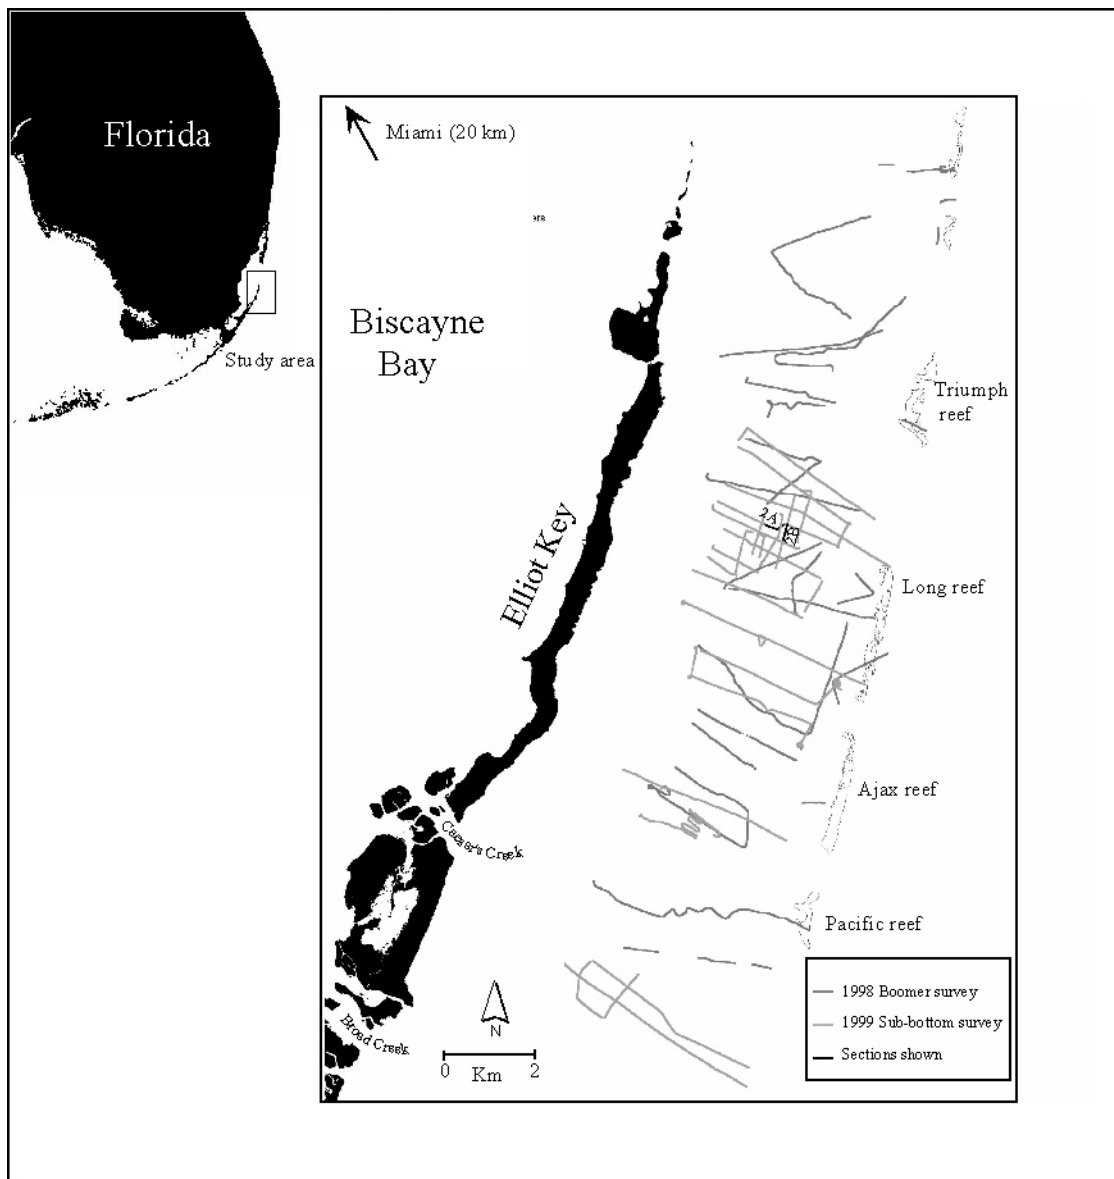 Florida
Study area
Miami (20 km)
Biscayne
Bay
Elliot Key
Triumph
reef
2A
2B
Long reef
Ajax reef
Caesar's Creek
Pacific reef
Broad Creek
N
0
2
Km
1998 Boomer survey
1999 Sub-bottom survey
Sections shown